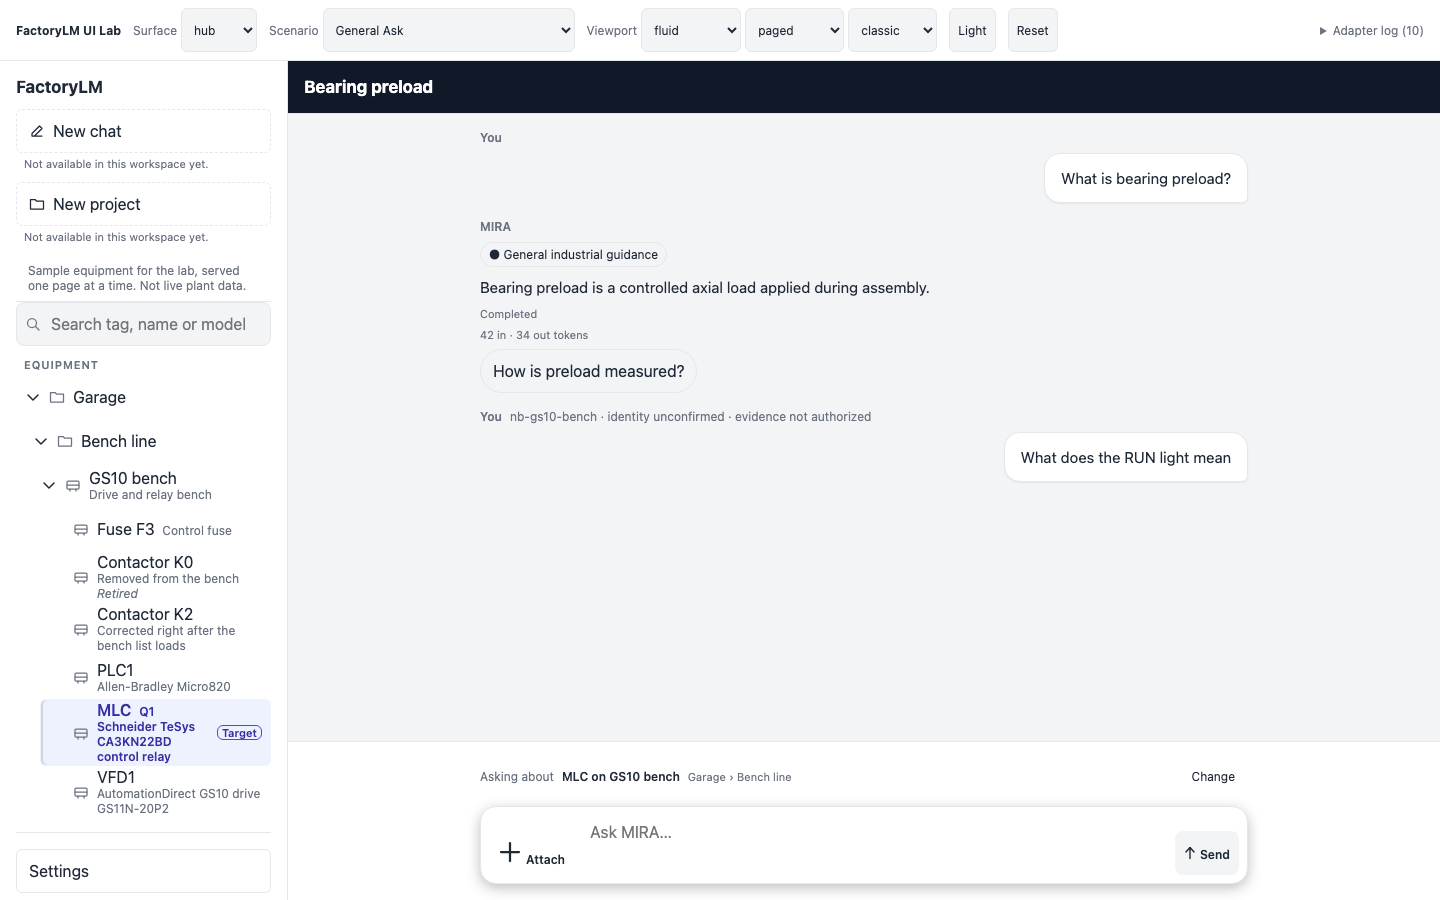 FactoryLM UI Lab Surface hub Scenario General Ask Viewport fluid paged classic Light Reset Adapter log (10)
FactoryLM
New chat
Not available in this workspace yet.
New project
Not available in this workspace yet.
Sample equipment for the lab, served
one page at a time. Not live plant data.
Search tag, name or model
EQUIPMENT
Garage
Bench line
GS10 bench
Drive and relay bench
Fuse F3 Control fuse
Contactor K0
Removed from the bench
Retired
Contactor K2
Corrected right after the
bench list loads
PLC1
Allen-Bradley Micro820
MLC Q1
Schneider TeSys
CA3KN22BD
control relay
Target
VFD1
AutomationDirect GS10 drive
GS11N-20P2
Settings
Bearing preload
You
What is bearing preload?
MIRA
General industrial guidance
Bearing preload is a controlled axial load applied during assembly.
Completed
42 in · 34 out tokens
How is preload measured?
You nb-gs10-bench · identity unconfirmed · evidence not authorized
What does the RUN light mean
Asking about MLC on GS10 bench Garage › Bench line Change
Ask MIRA...
Attach
Send